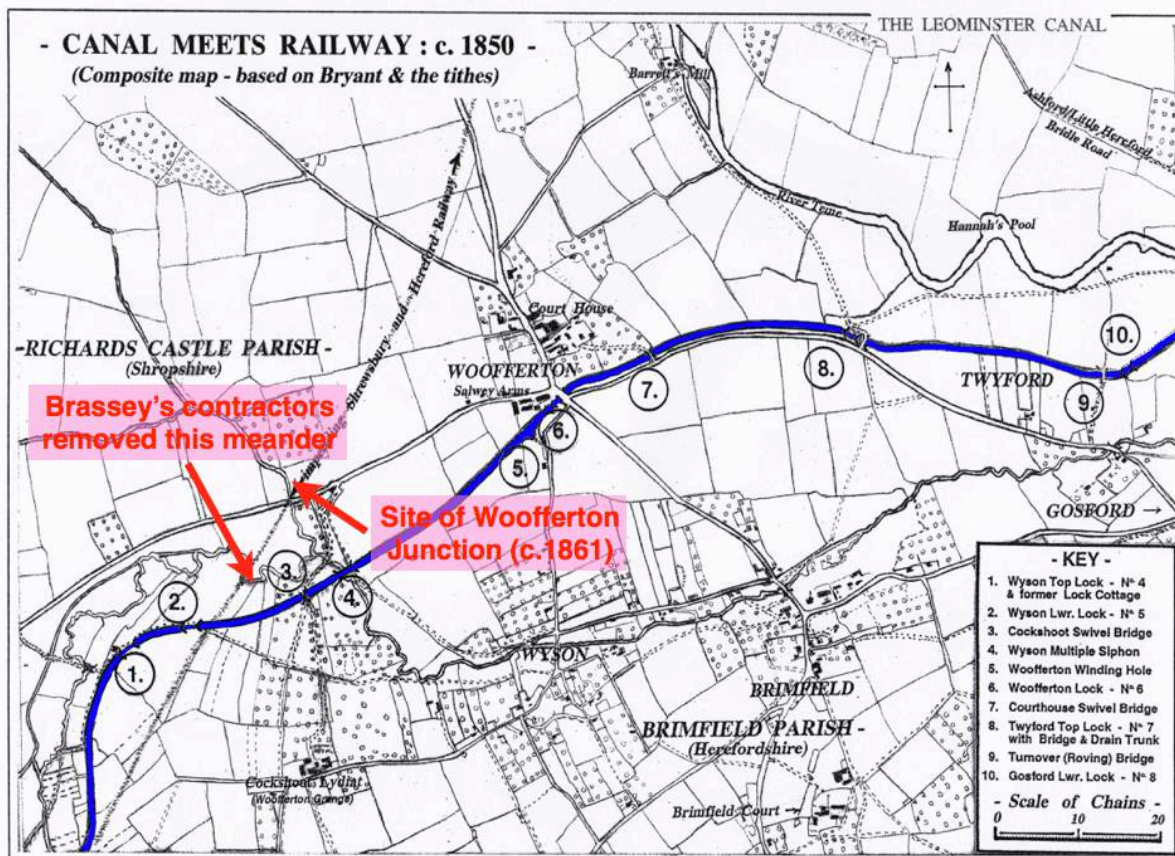 THE LEOMINSTER CANAL
- CANAL MEETS RAILWAY : c. 1850 -
(Composite map - based on Bryant & the tithes)
Barrett's Mill
Ashford/Little Hereford
Bridle Road
River Teme
Hannah's Pool
Shrewsbury and Hereford Railway
Court House
-RICHARDS CASTLE PARISH -
(Shropshire)
WOOFFERTON
Salwey Arms
Brassey's contractors
removed this meander
Site of Woofferton
Junction (c.1861)
TWYFORD
GOSFORD →
1.
2.
3.
4.
5.
6.
7.
8.
9.
10.
WYSON
BRIMFIELD
BRIMFIELD PARISH -
(Herefordshire)
Cockshoot Lydiat
(Woofferton Grange)
Brimfield Court
- KEY -
1. Wyson Top Lock - Nº 4
& former Lock Cottage
2. Wyson Lwr. Lock - Nº 5
3. Cockshoot Swivel Bridge
4. Wyson Multiple Siphon
5. Woofferton Winding Hole
6. Woofferton Lock - Nº 6
7. Courthouse Swivel Bridge
8. Twyford Top Lock - Nº 7
with Bridge & Drain Trunk
9. Turnover (Roving) Bridge
10. Gosford Lwr. Lock - Nº 8
- Scale of Chains -
0 10 20